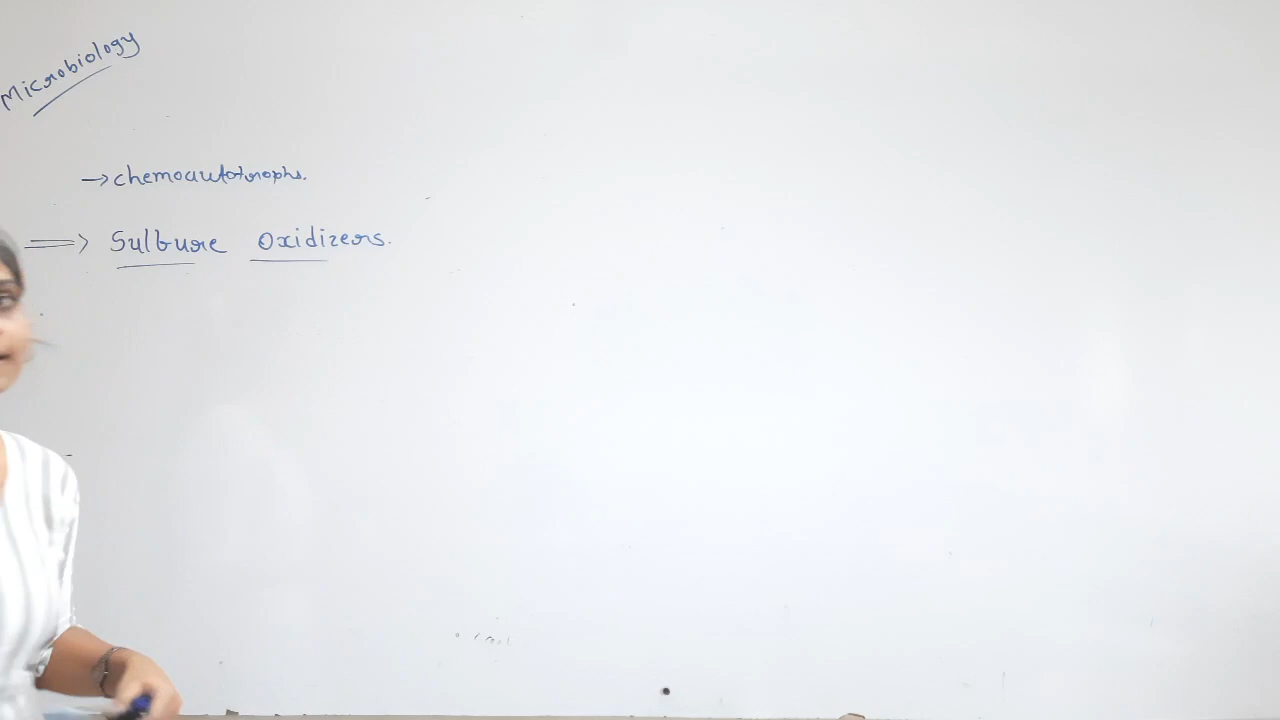 Microbiology
→ chemoautotrophs.
⇒ Sulbure Oxidizers.